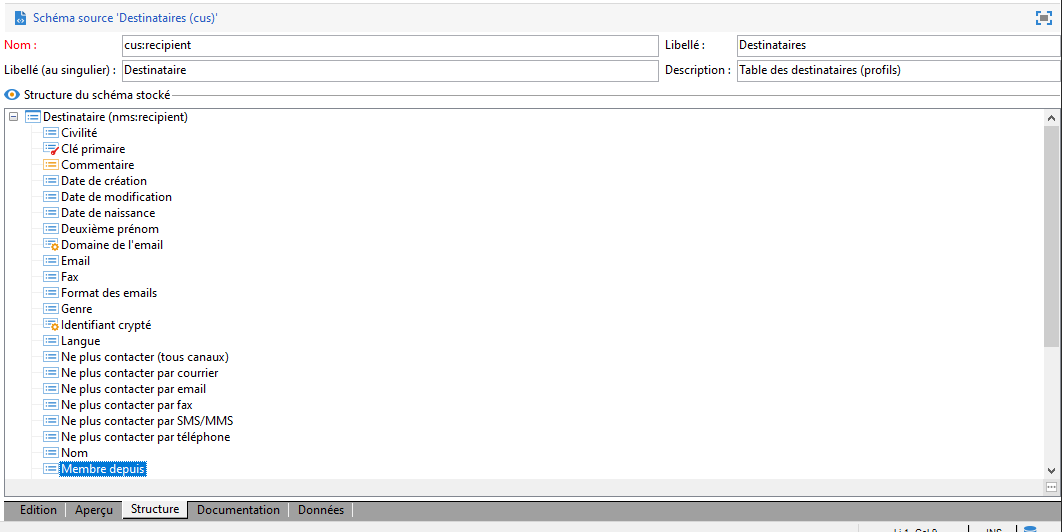 Schéma source 'Destinataires (cus)'
Nom : cus:recipient Libellé : Destinataires
Libellé (au singulier) : Destinataire Description : Table des destinataires (profils)
Structure du schéma stocké
Destinataire (nms:recipient)
Civilité
Clé primaire
Commentaire
Date de création
Date de modification
Date de naissance
Deuxième prénom
Domaine de l'email
Email
Fax
Format des emails
Genre
Identifiant crypté
Langue
Ne plus contacter (tous canaux)
Ne plus contacter par courrier
Ne plus contacter par email
Ne plus contacter par fax
Ne plus contacter par SMS/MMS
Ne plus contacter par téléphone
Nom
Membre depuis
Edition Aperçu Structure Documentation Données